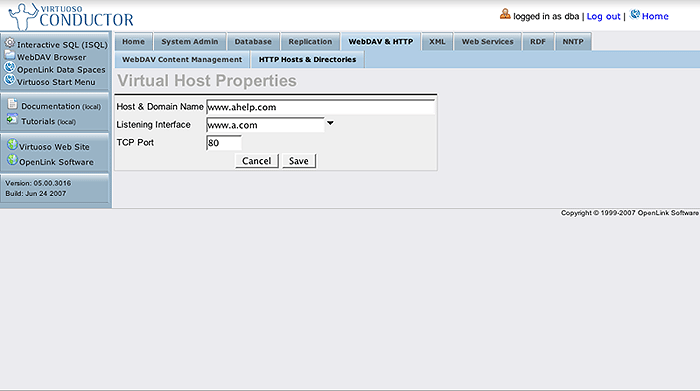 VIRTUOSO
CONDUCTOR
logged in as dba | Log out | Home
Interactive SQL (ISQL)
WebDAV Browser
OpenLink Data Spaces
Virtuoso Start Menu
Documentation (local)
Tutorials (local)
Virtuoso Web Site
OpenLink Software
Version: 05.00.3016
Build: Jun 24 2007
Home System Admin Database Replication WebDAV & HTTP XML Web Services RDF NNTP
WebDAV Content Management HTTP Hosts & Directories
Virtual Host Properties
Host & Domain Name www.ahelp.com
Listening Interface www.a.com
TCP Port 80
Cancel Save
Copyright © 1999-2007 OpenLink Software